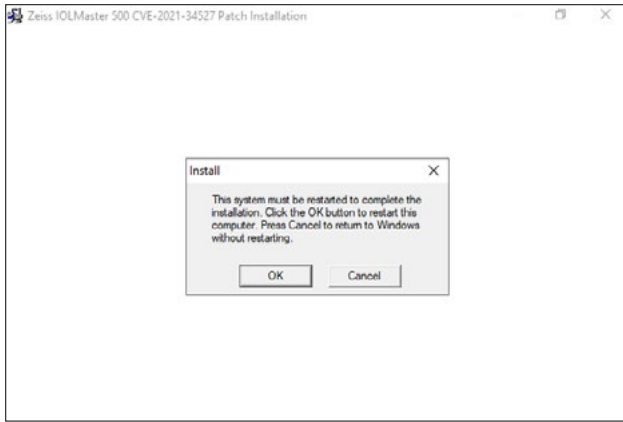 Zeiss IOLMaster 500 CVE-2021-34527 Patch Installation
Install
This system must be restarted to complete the
installation. Click the OK button to restart this
computer. Press Cancel to return to Windows
without restarting.
OK Cancel